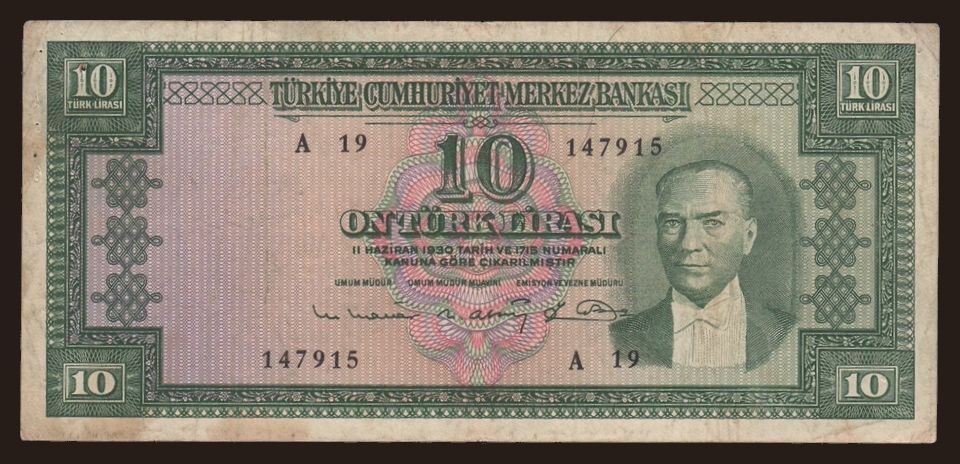 10 TÜRK LİRASI
10 TÜRK LİRASI
TÜRKİYE CUMHURİYET MERKEZ BANKASI
A 19 147915
10
ON TÜRK LİRASI
11 HAZİRAN 1930 TARİH VE 1715 NUMARALI
KANUNA GÖRE ÇIKARILMIŞTIR
UMUM MÜDÜR UMUM MÜDÜR MUAVİNİ EMİSYON VE VEZNE MÜDÜRÜ
147915 A 19
10 10